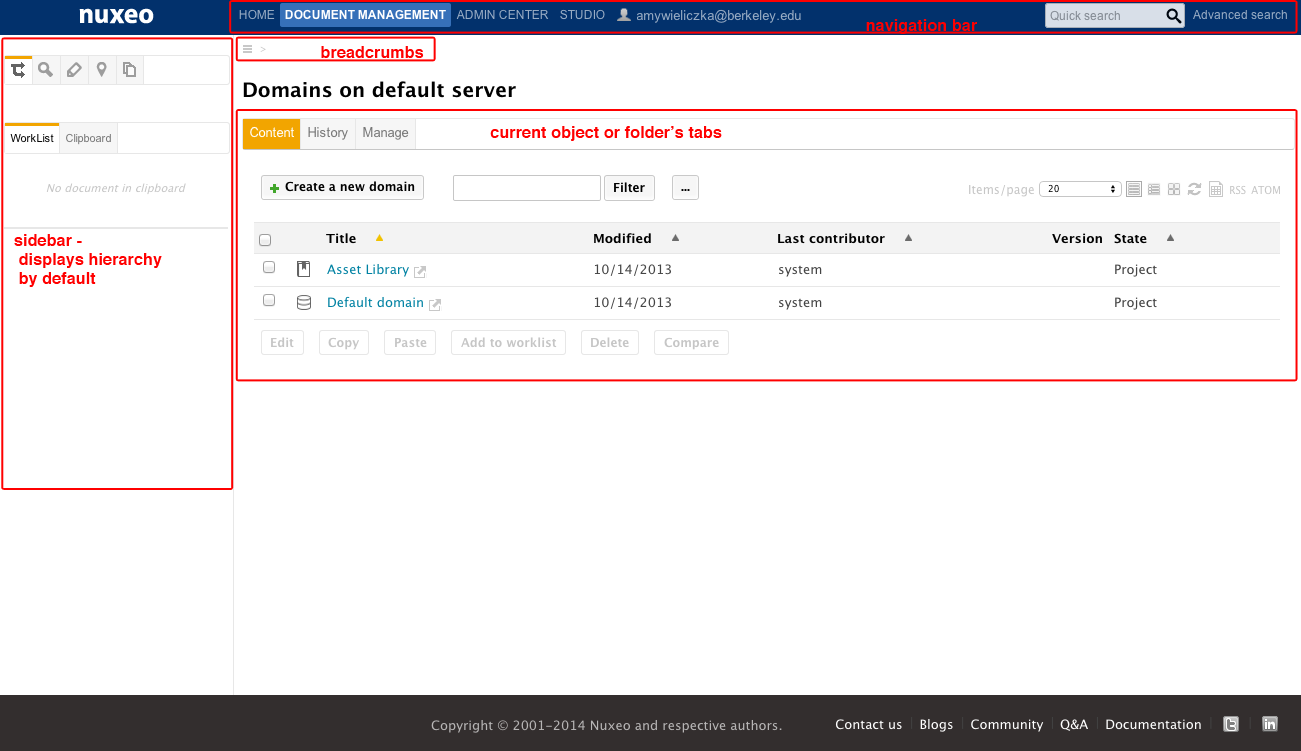 nuxeo
HOME DOCUMENT MANAGEMENT ADMIN CENTER STUDIO amywieliczka@berkeley.edu Quick search Advanced search
navigation bar
> breadcrumbs
Domains on default server
WorkList Clipboard
No document in clipboard
sidebar -
displays hierarchy
by default
Content History Manage current object or folder's tabs
Create a new domain Filter ... Items/page 20 RSS ATOM
Title Modified Last contributor Version State
Asset Library 10/14/2013 system Project
Default domain 10/14/2013 system Project
Edit Copy Paste Add to worklist Delete Compare
Copyright © 2001-2014 Nuxeo and respective authors. Contact us Blogs Community Q&A Documentation in